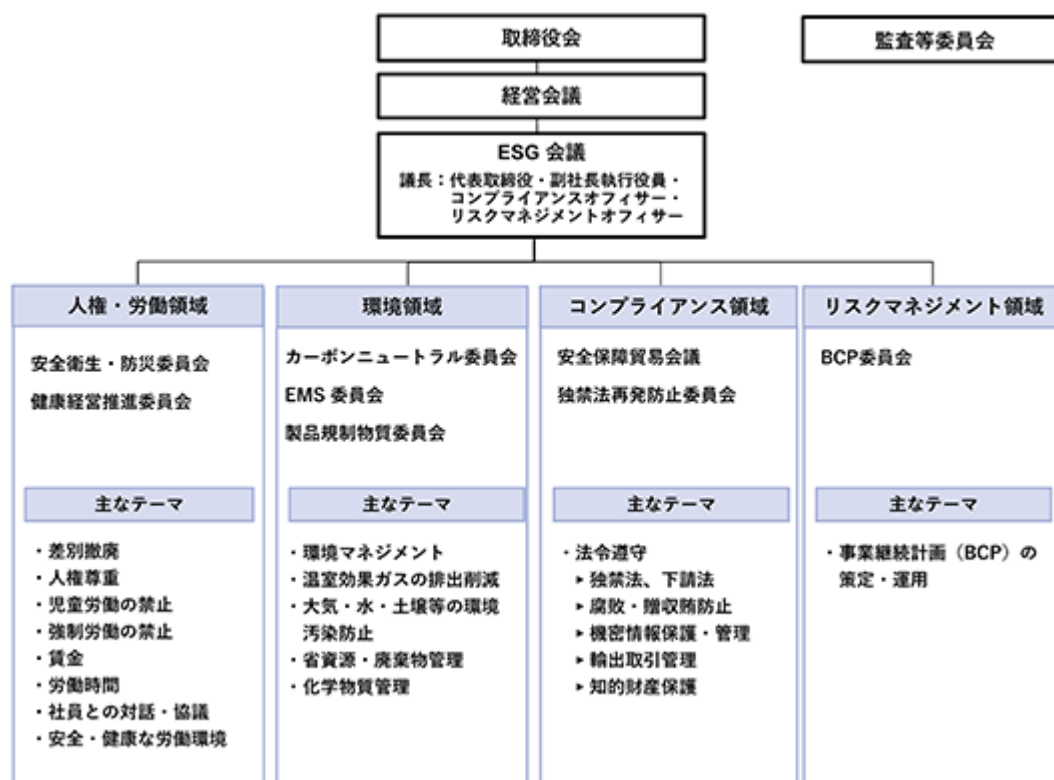 取締役会
監査等委員会
経営会議
ESG 会議
議長：代表取締役・副社長執行役員・
コンプライアンスオフィサー・
リスクマネジメントオフィサー
人権・労働領域
安全衛生・防災委員会
健康経営推進委員会
主なテーマ
・差別撤廃
・人権尊重
・児童労働の禁止
・強制労働の禁止
・賃金
・労働時間
・社員との対話・協議
・安全・健康な労働環境
環境領域
カーボンニュートラル委員会
EMS 委員会
製品規制物質委員会
主なテーマ
・環境マネジメント
・温室効果ガスの排出削減
・大気・水・土壌等の環境
汚染防止
・省資源・廃棄物管理
・化学物質管理
コンプライアンス領域
安全保障貿易会議
独禁法再発防止委員会
主なテーマ
・法令遵守
▸ 独禁法、下請法
▸ 腐敗・贈収賄防止
▸ 機密情報保護・管理
▸ 輸出取引管理
▸ 知的財産保護
リスクマネジメント領域
BCP委員会
主なテーマ
・事業継続計画（BCP）の
策定・運用